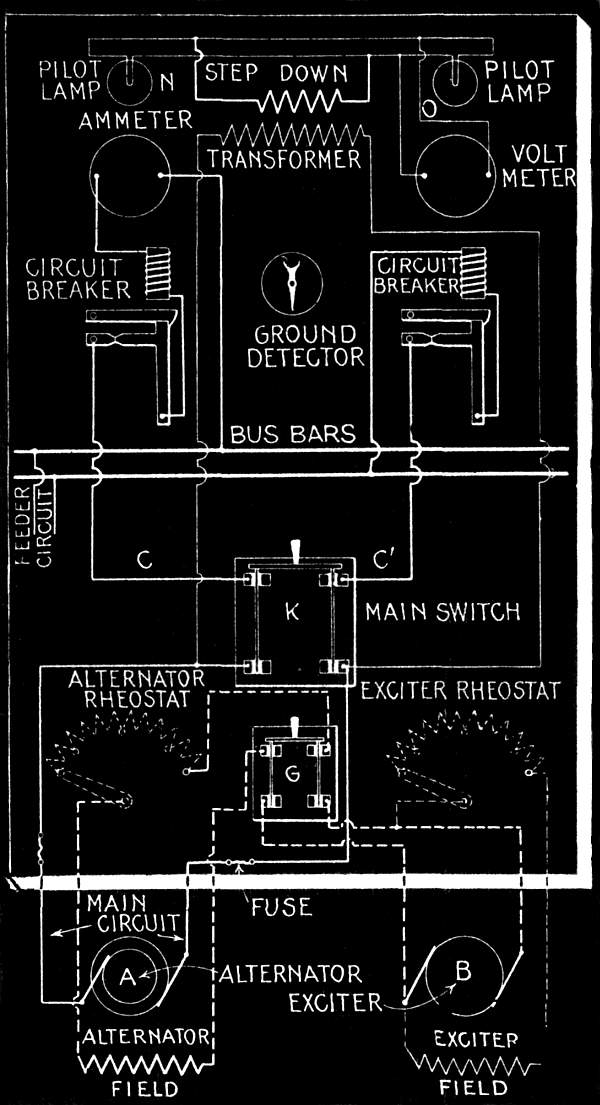 PILOT
LAMP
N
STEP DOWN
O
PILOT
LAMP
AMMETER
TRANSFORMER
VOLT
METER
CIRCUIT
BREAKER
CIRCUIT
BREAKER
GROUND
DETECTOR
BUS BARS
FEEDER
CIRCUIT
C
C'
K
MAIN SWITCH
ALTERNATOR
RHEOSTAT
EXCITER RHEOSTAT
G
MAIN
CIRCUIT
FUSE
A
ALTERNATOR
B
EXCITER
ALTERNATOR
FIELD
EXCITER
FIELD